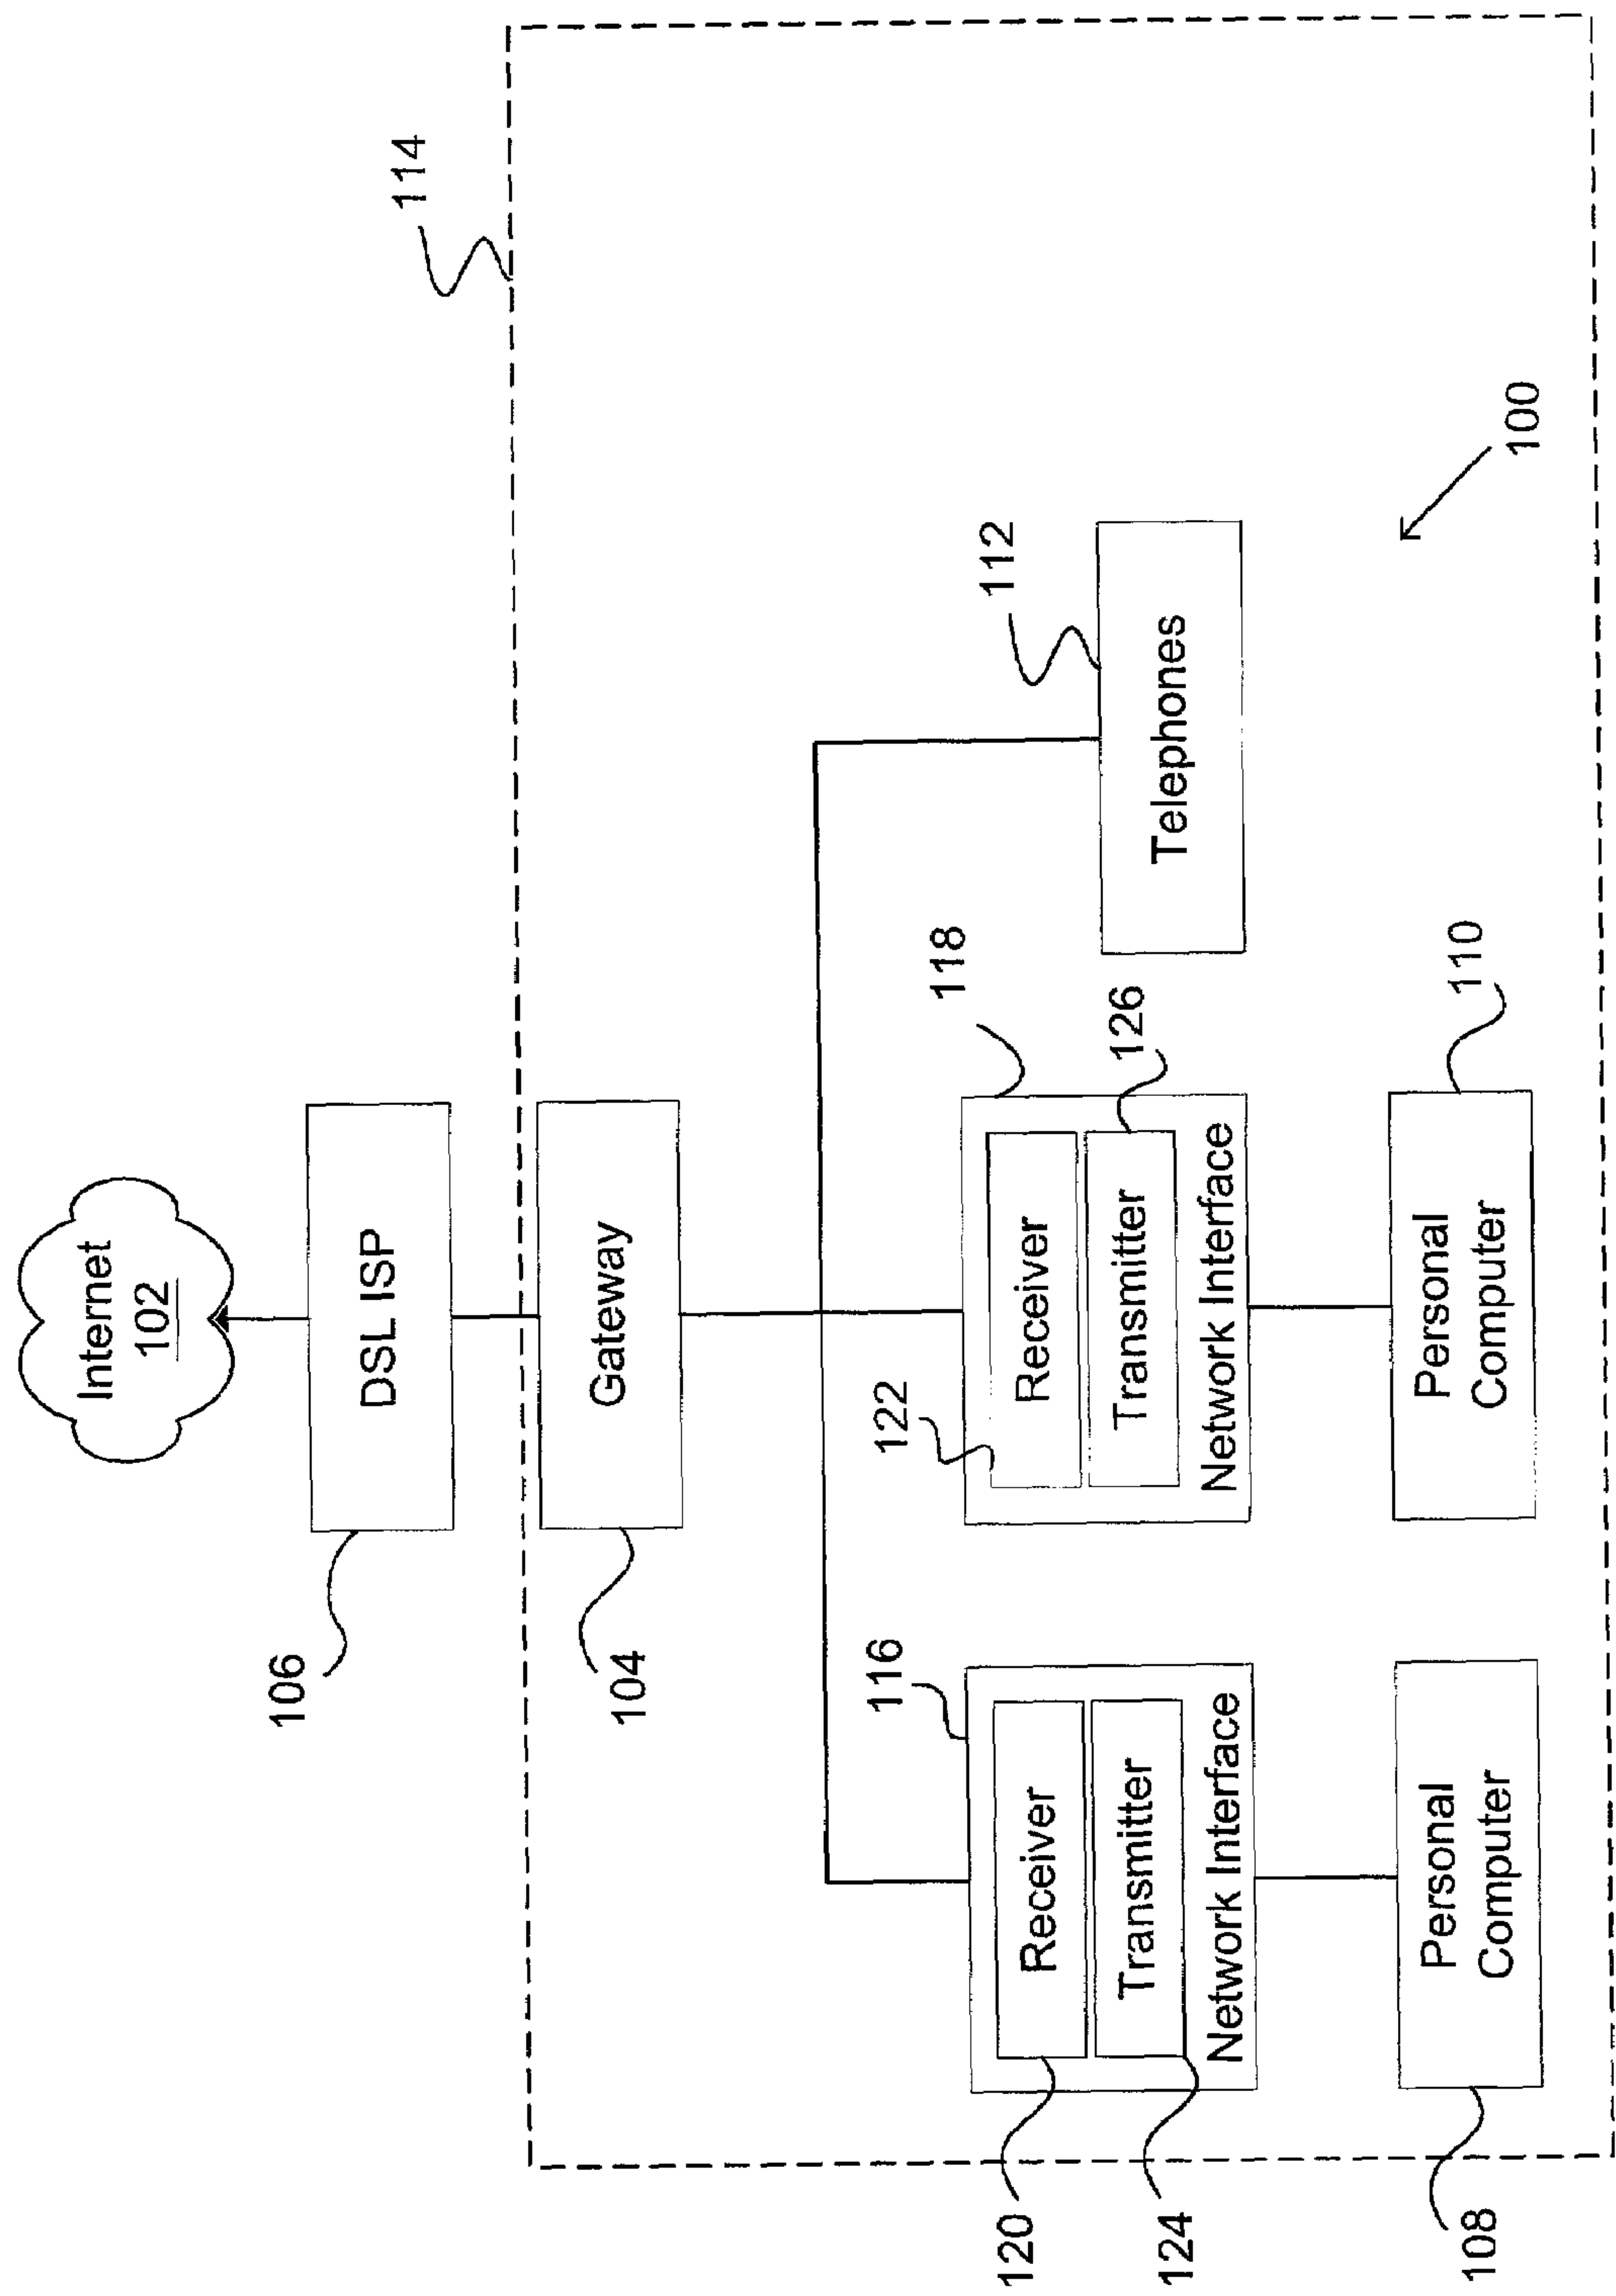 Internet
102
DSL ISP
106
114
Gateway
104
116
Receiver
Transmitter
Network Interface
120
124
122
118
Receiver
Transmitter
126
Network Interface
112
Telephones
Personal
Computer
108
Personal
Computer
110
100